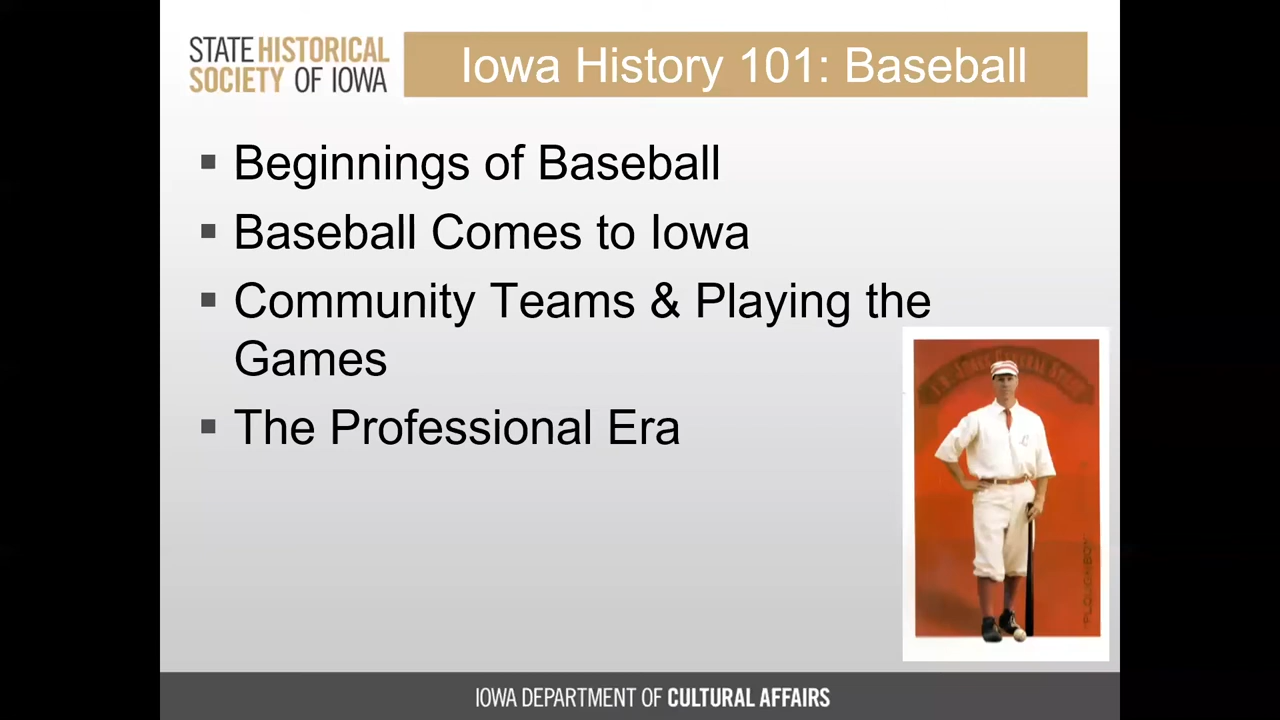 STATE HISTORICAL
SOCIETY OF IOWA
Iowa History 101: Baseball
Beginnings of Baseball
Baseball Comes to Iowa
Community Teams & Playing the
Games
The Professional Era
"PLOUGHBOY"
IOWA DEPARTMENT OF CULTURAL AFFAIRS